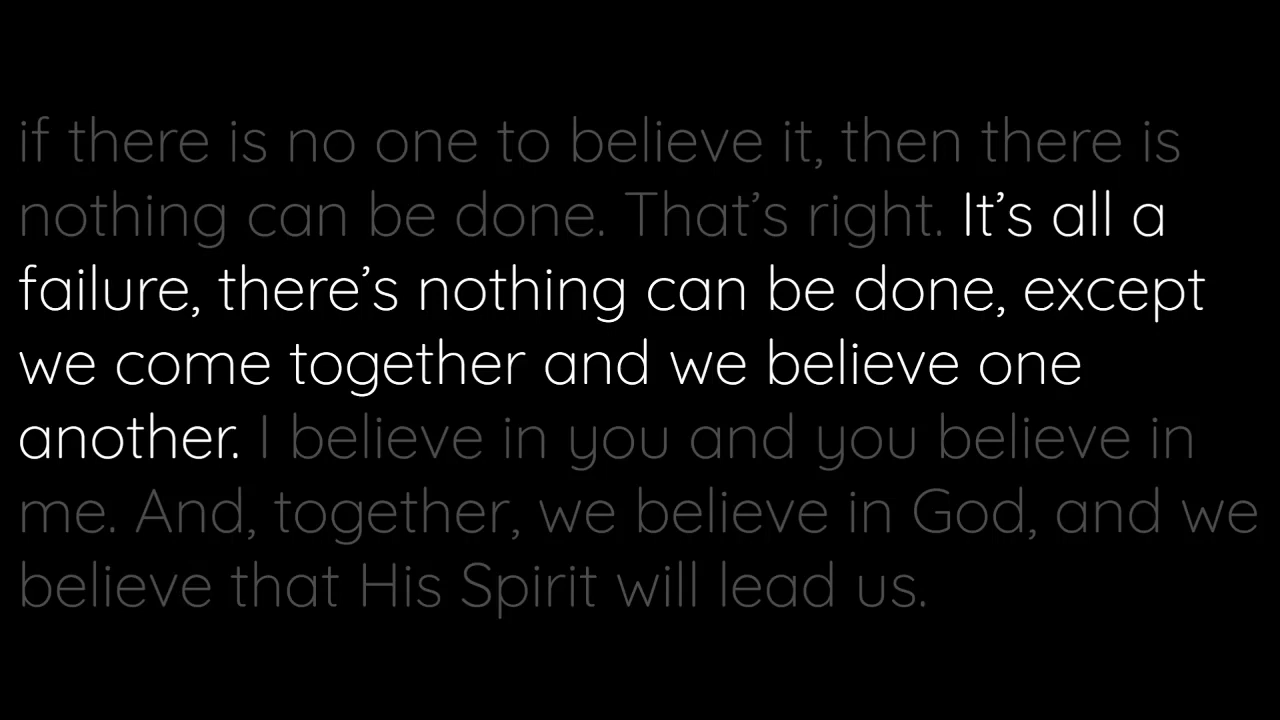 if there is no one to believe it, then there is
nothing can be done. That’s right. It’s all a
failure, there’s nothing can be done, except
we come together and we believe one
another. I believe in you and you believe in
me. And, together, we believe in God, and we
believe that His Spirit will lead us.